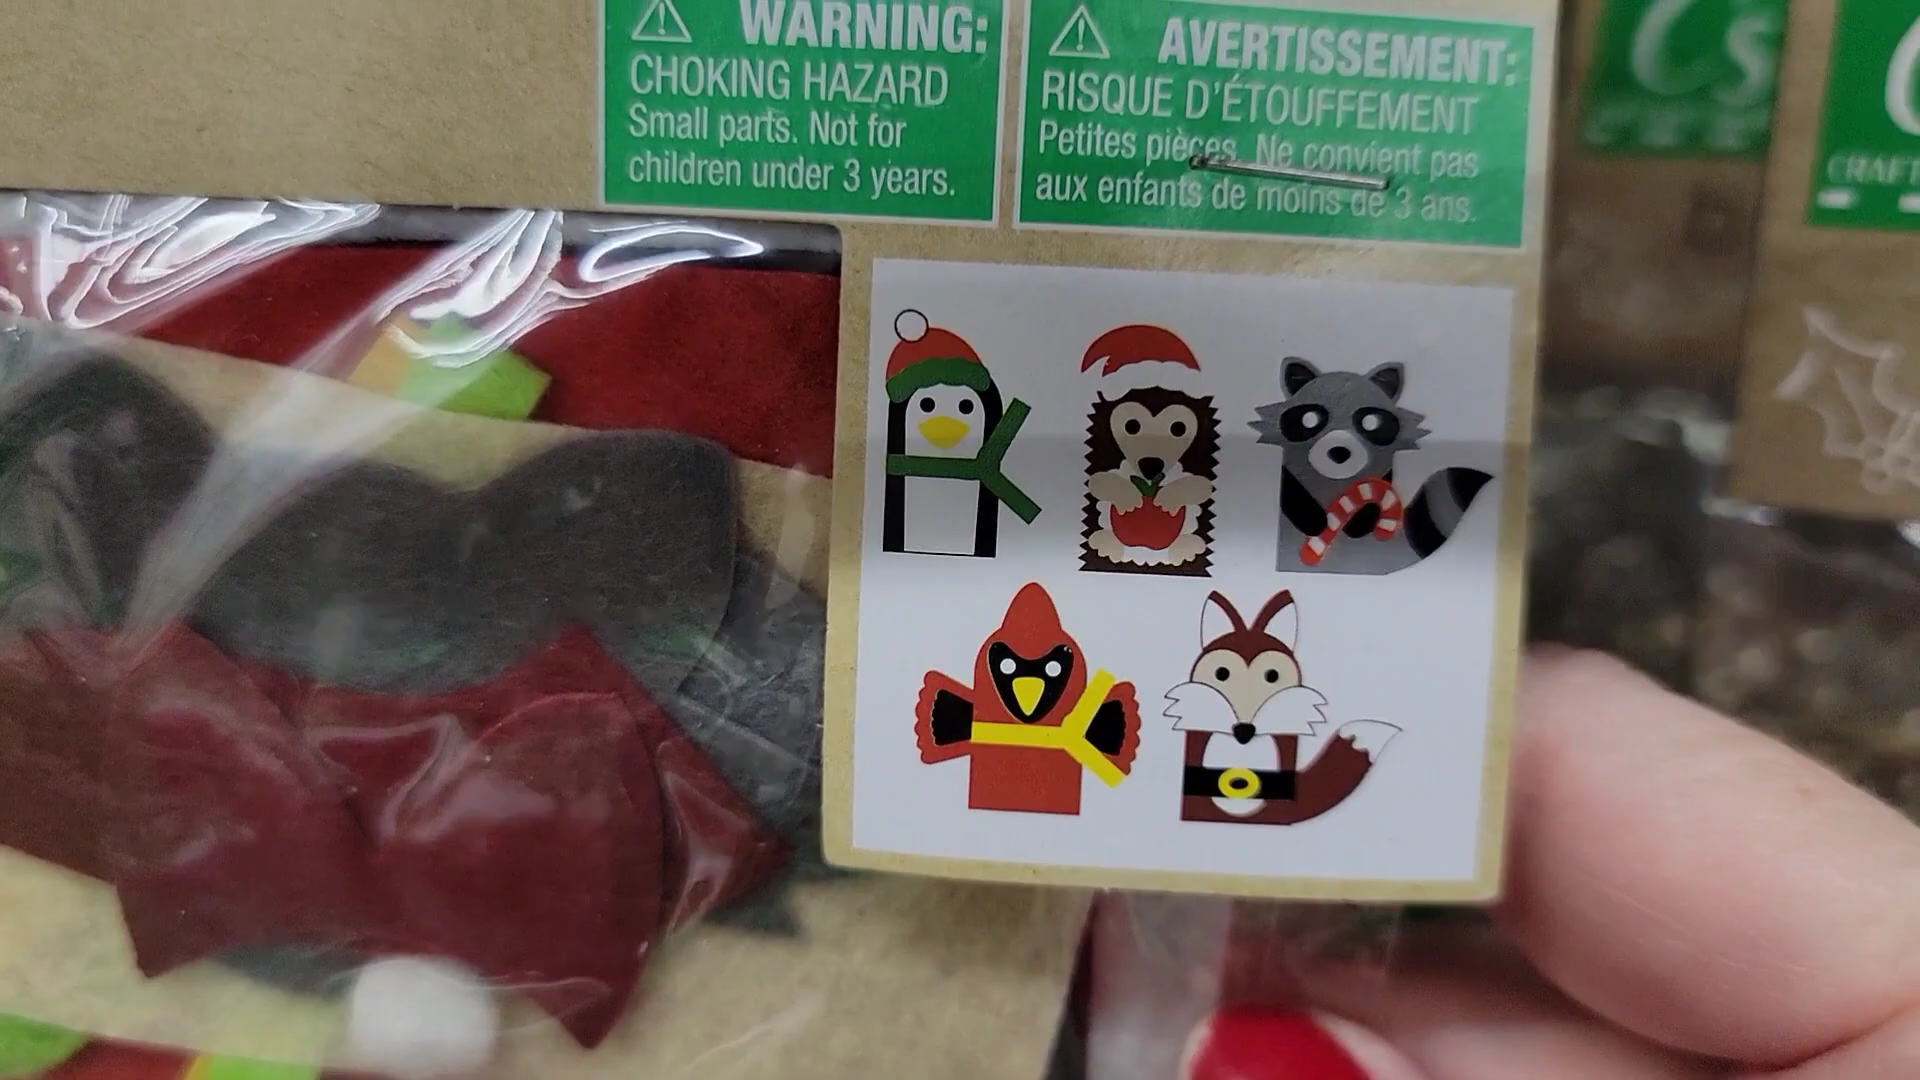 WARNING:
CHOKING HAZARD
Small parts. Not for
children under 3 years.
AVERTISSEMENT:
RISQUE D'ÉTOUFFEMENT
Petites pièces. Ne convient pas
aux enfants de moins de 3 ans.